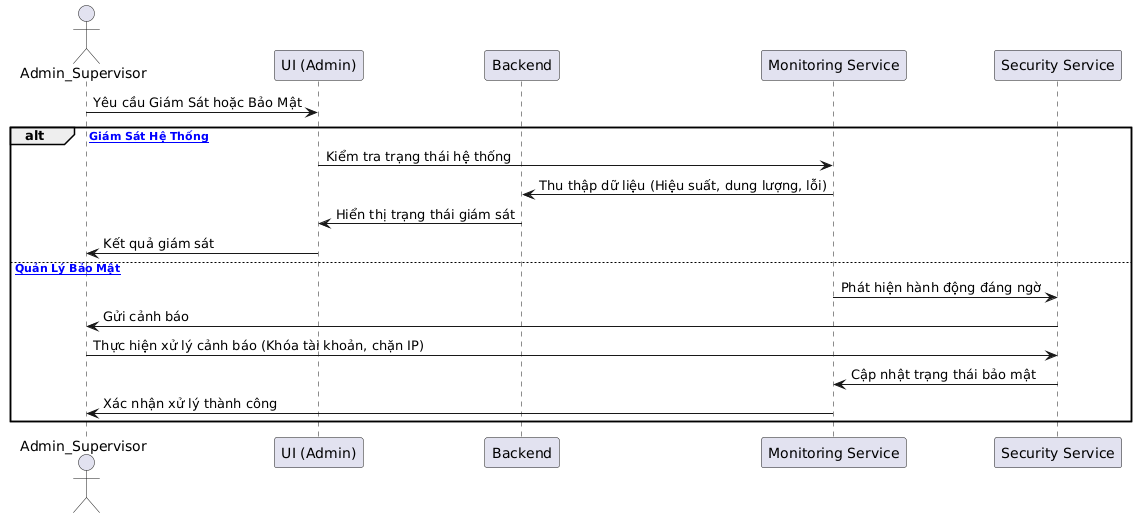 Admin_Supervisor
UI (Admin)
Backend
Monitoring Service
Security Service
Yêu cầu Giám Sát hoặc Bảo Mật
alt
Giám Sát Hệ Thống
Kiểm tra trạng thái hệ thống
Thu thập dữ liệu (Hiệu suất, dung lượng, lỗi)
Hiển thị trạng thái giám sát
Kết quả giám sát
Quản Lý Bảo Mật
Phát hiện hành động đáng ngờ
Gửi cảnh báo
Thực hiện xử lý cảnh báo (Khóa tài khoản, chặn IP)
Cập nhật trạng thái bảo mật
Xác nhận xử lý thành công
Admin_Supervisor
UI (Admin)
Backend
Monitoring Service
Security Service